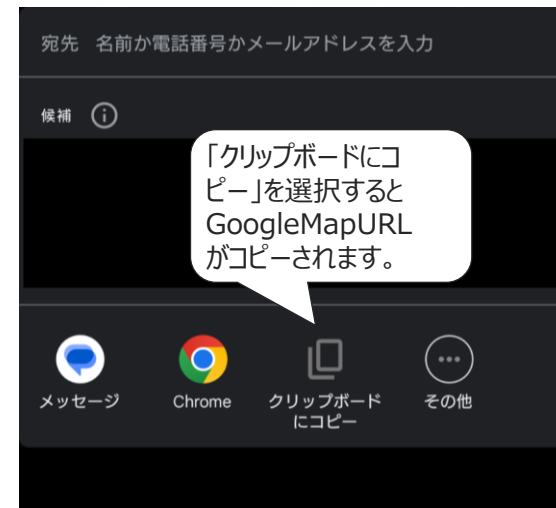 宛先 名前か電話番号かメールアドレスを入力
候補
「クリップボードにコ
ピー」を選択すると
GoogleMapURL
がコピーされます。
メッセージ
Chrome
クリップボード
にコピー
その他